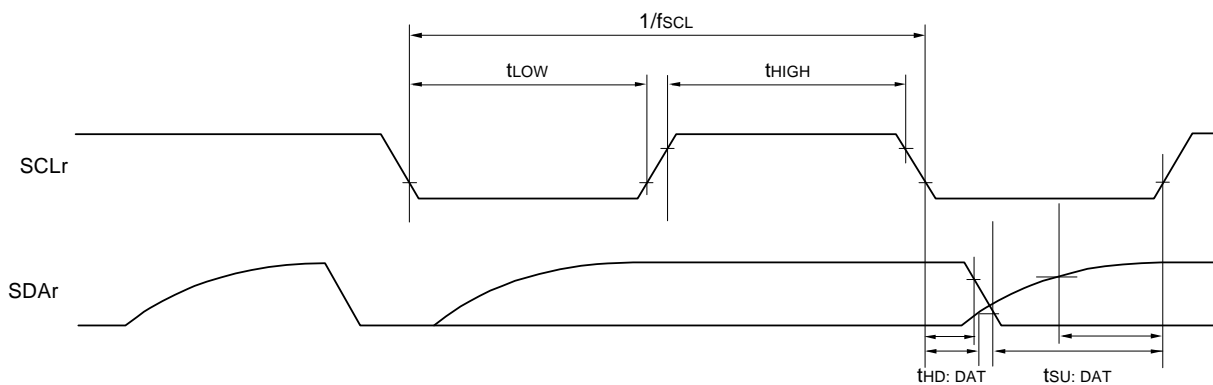 1/fSCL
tLOW
tHIGH
SCLr
SDAr
tHD: DAT
tSU: DAT